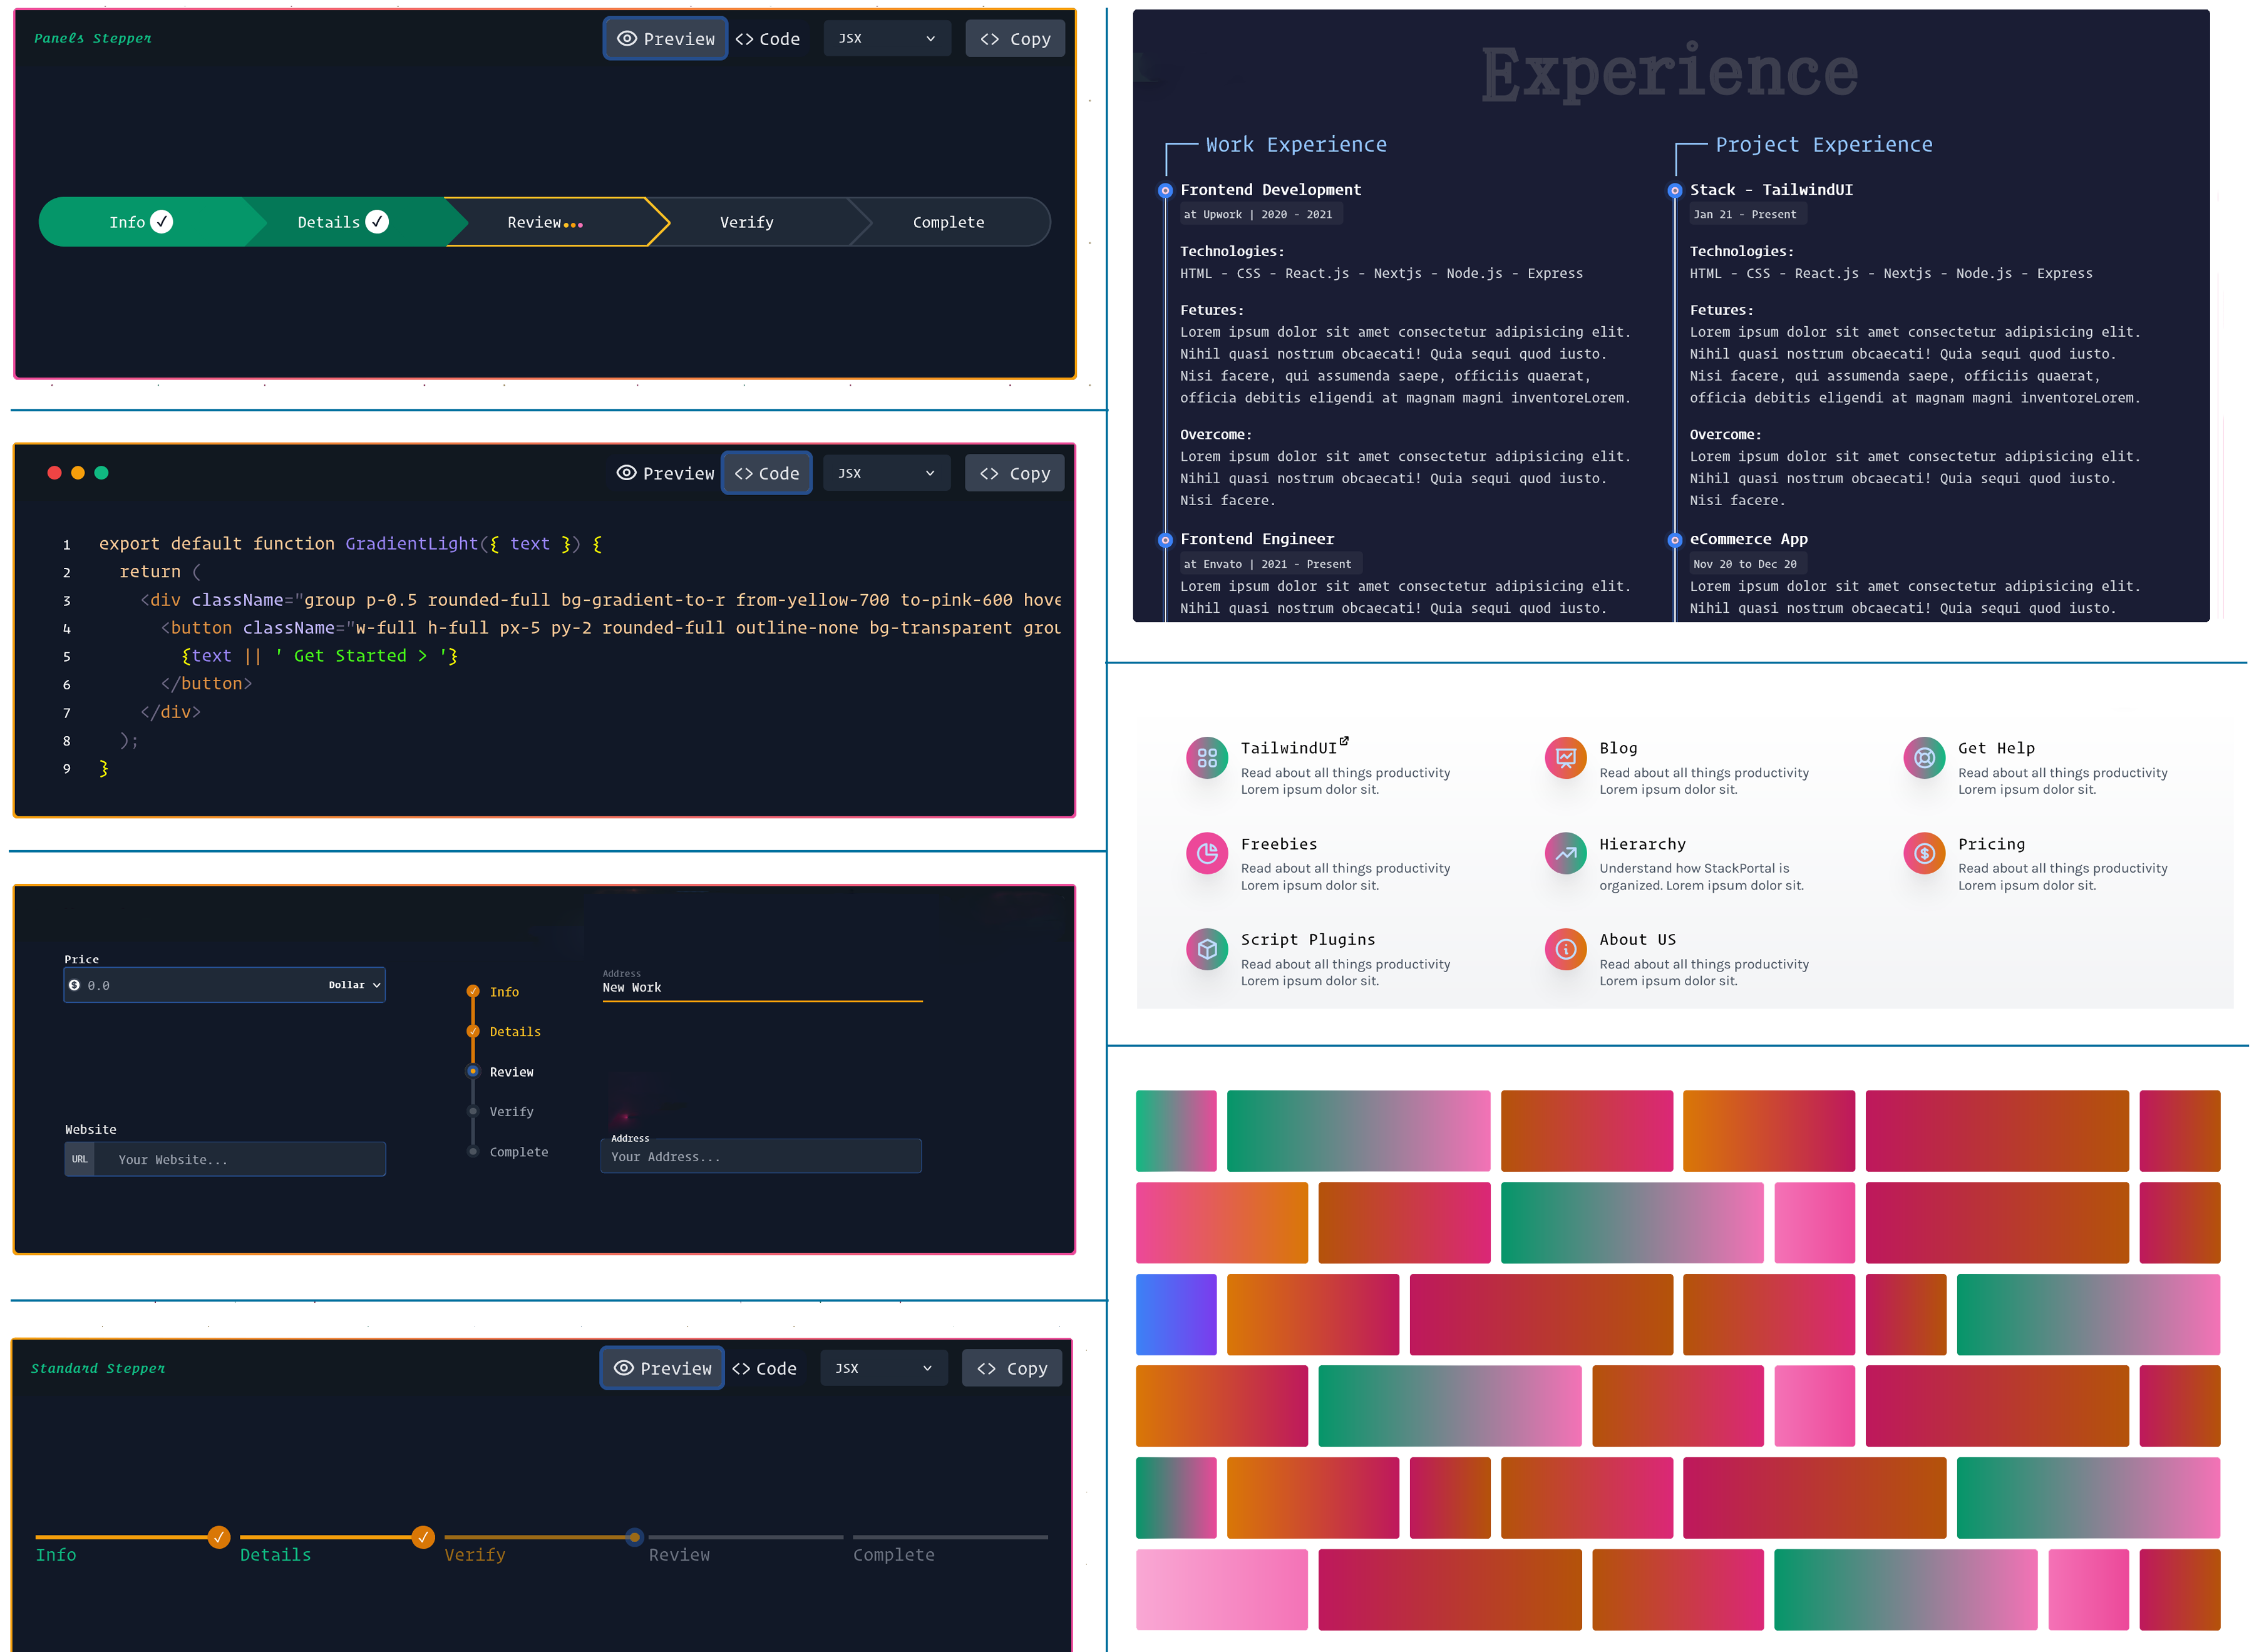 Panels Stepper
Preview
<> Code
JSX
<> Copy
Info
Details
Review...
Verify
Complete
Preview
<> Code
JSX
<> Copy
1 export default function GradientLight({ text }) {
2 return (
3 <div className="group p-0.5 rounded-full bg-gradient-to-r from-yellow-700 to-pink-600 hove
4 <button className="w-full h-full px-5 py-2 rounded-full outline-none bg-transparent grou
5 {text || ' Get Started > '}
6 </button>
7 </div>
8 );
9 }
Price
$ 0.0
Dollar
Website
URL
Your Website...
Info
Details
Review
Verify
Complete
Address
New Work
Address
Your Address...
Standard Stepper
Preview
<> Code
JSX
<> Copy
Info
Details
Verify
Review
Complete
Experience
Work Experience
Frontend Development
at Upwork | 2020 - 2021
Technologies:
HTML - CSS - React.js - Nextjs - Node.js - Express
Fetures:
Lorem ipsum dolor sit amet consectetur adipisicing elit.
Nihil quasi nostrum obcaecati! Quia sequi quod iusto.
Nisi facere, qui assumenda saepe, officiis quaerat,
officia debitis eligendi at magnam magni inventoreLorem.
Overcome:
Lorem ipsum dolor sit amet consectetur adipisicing elit.
Nihil quasi nostrum obcaecati! Quia sequi quod iusto.
Nisi facere.
Frontend Engineer
at Envato | 2021 - Present
Lorem ipsum dolor sit amet consectetur adipisicing elit.
Nihil quasi nostrum obcaecati! Quia sequi quod iusto.
Project Experience
Stack - TailwindUI
Jan 21 - Present
Technologies:
HTML - CSS - React.js - Nextjs - Node.js - Express
Fetures:
Lorem ipsum dolor sit amet consectetur adipisicing elit.
Nihil quasi nostrum obcaecati! Quia sequi quod iusto.
Nisi facere, qui assumenda saepe, officiis quaerat,
officia debitis eligendi at magnam magni inventoreLorem.
Overcome:
Lorem ipsum dolor sit amet consectetur adipisicing elit.
Nihil quasi nostrum obcaecati! Quia sequi quod iusto.
Nisi facere.
eCommerce App
Nov 20 to Dec 20
Lorem ipsum dolor sit amet consectetur adipisicing elit.
Nihil quasi nostrum obcaecati! Quia sequi quod iusto.
TailwindUI
Read about all things productivity
Lorem ipsum dolor sit.
Blog
Read about all things productivity
Lorem ipsum dolor sit.
Get Help
Read about all things productivity
Lorem ipsum dolor sit.
Freebies
Read about all things productivity
Lorem ipsum dolor sit.
Hierarchy
Understand how StackPortal is
organized. Lorem ipsum dolor sit.
Pricing
Read about all things productivity
Lorem ipsum dolor sit.
Script Plugins
Read about all things productivity
Lorem ipsum dolor sit.
About US
Read about all things productivity
Lorem ipsum dolor sit.